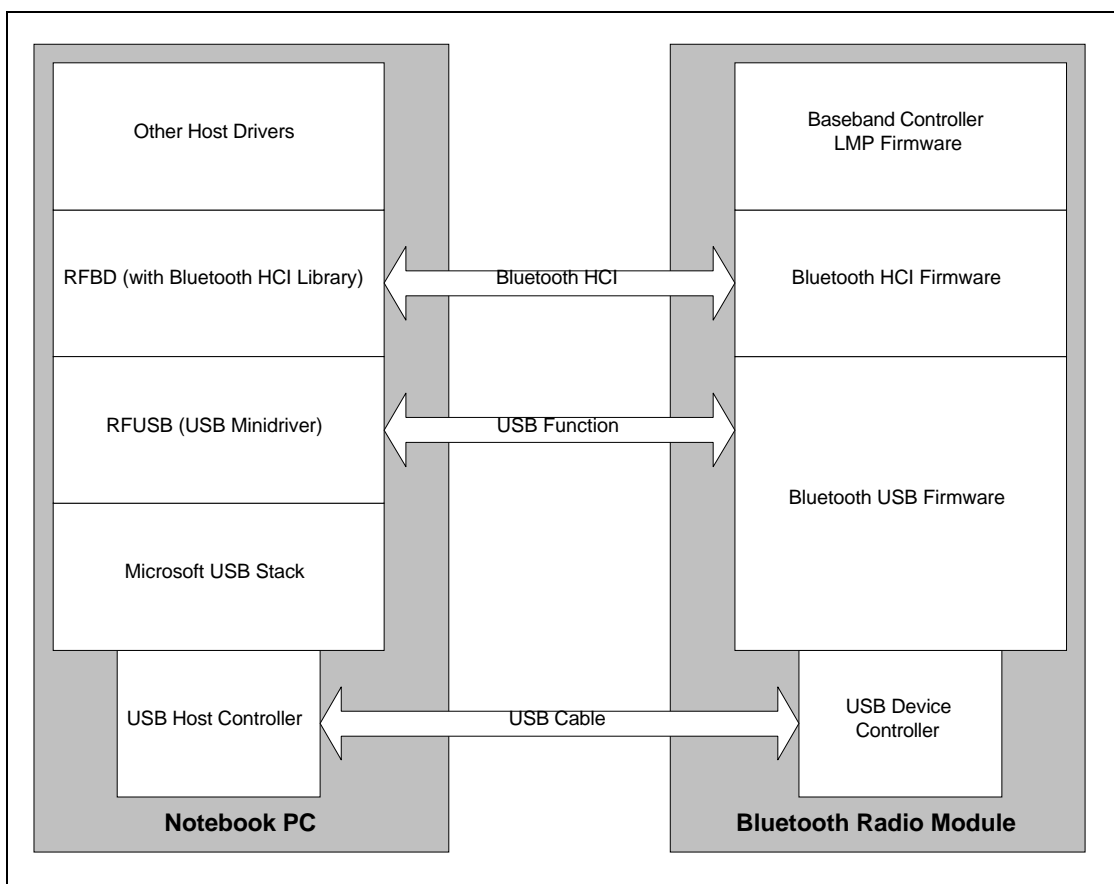 Other Host Drivers
Baseband Controller
LMP Firmware
RFBD (with Bluetooth HCI Library)
Bluetooth HCI
Bluetooth HCI Firmware
RFUSB (USB Minidriver)
USB Function
Bluetooth USB Firmware
Microsoft USB Stack
USB Host Controller
USB Cable
USB Device
Controller
Notebook PC
Bluetooth Radio Module